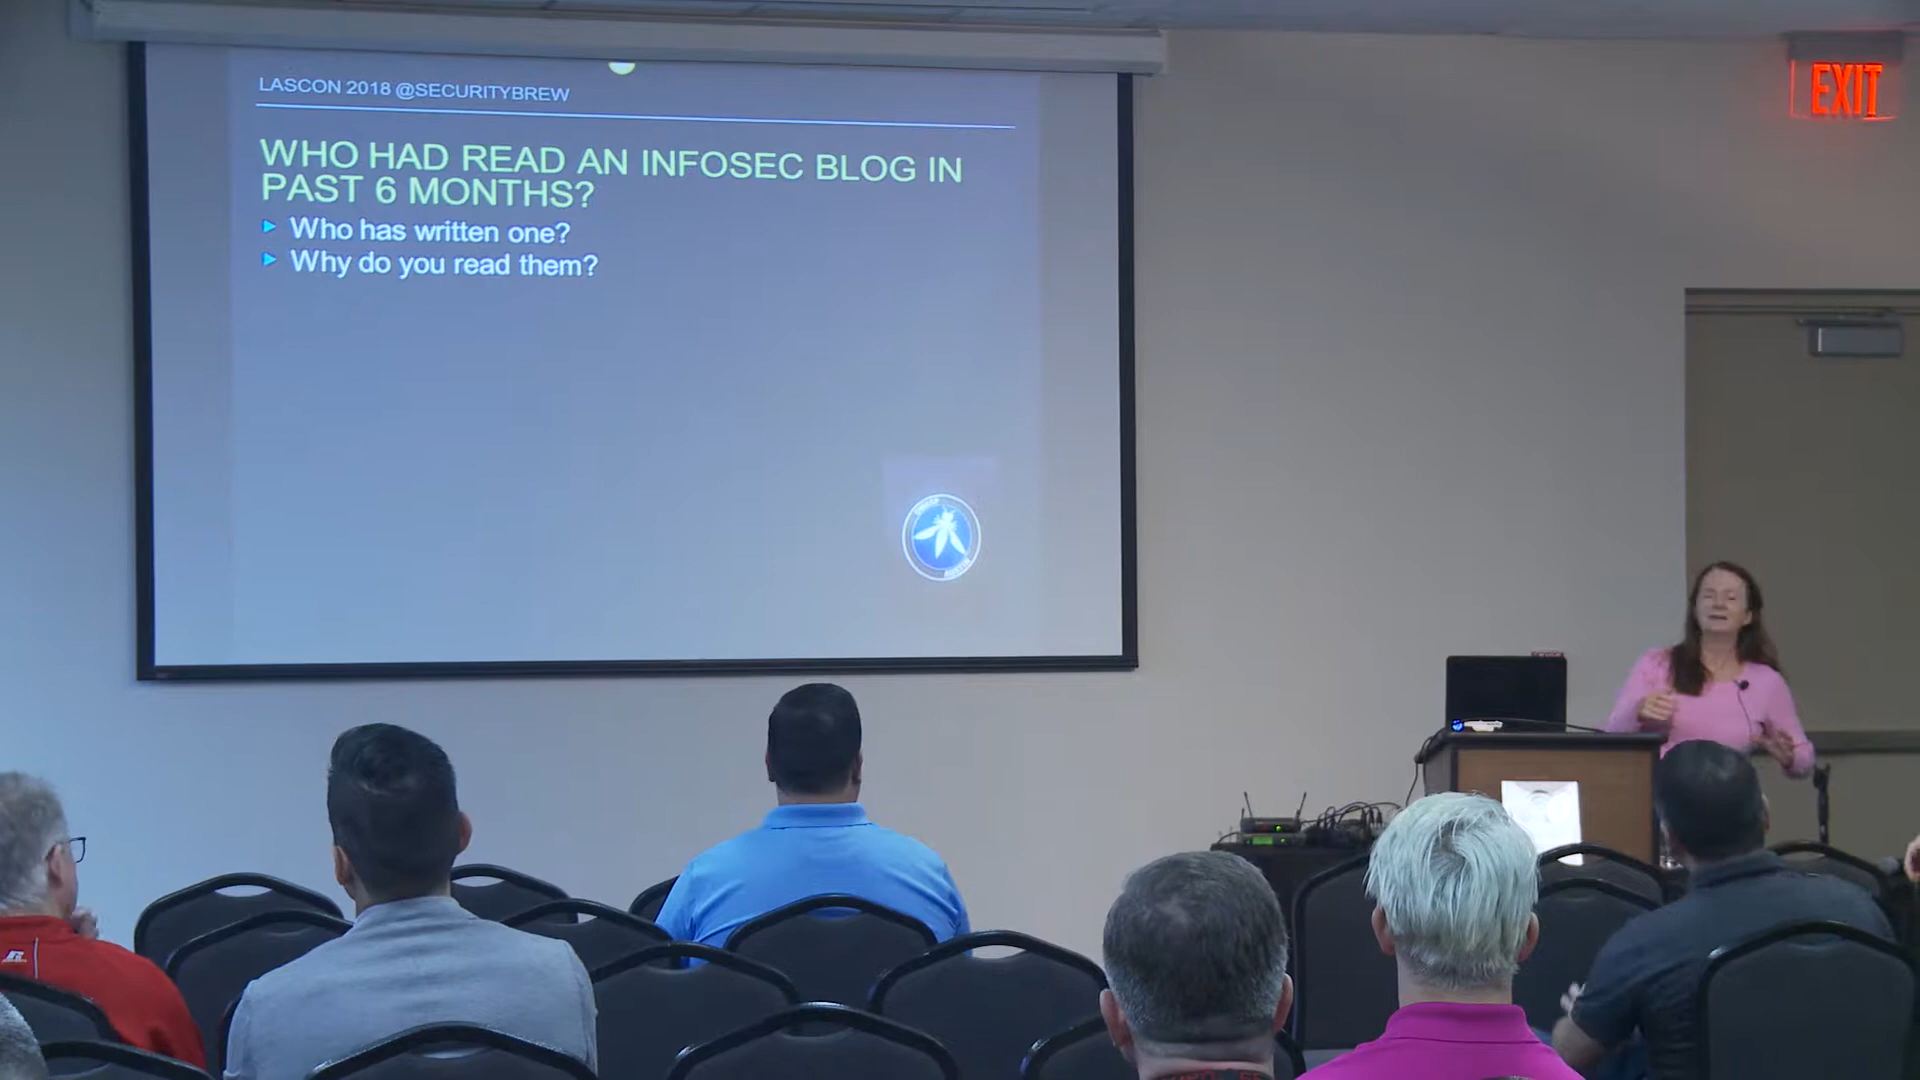 LASCON 2018 @SECURITYBREW
WHO HAD READ AN INFOSEC BLOG IN
PAST 6 MONTHS?
Who has written one?
Why do you read them?
EXIT